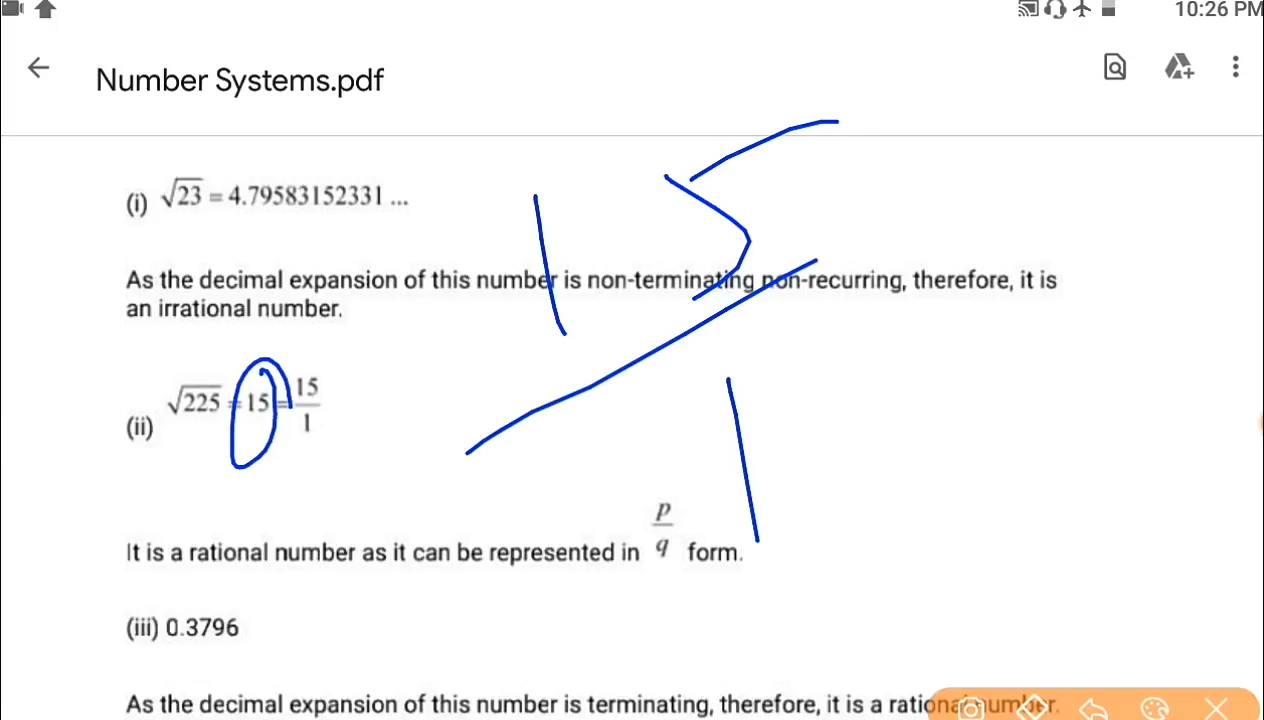 10:26 PM
Number Systems.pdf
(i) √23 = 4.79583152331 ...
As the decimal expansion of this number is non-terminating non-recurring, therefore, it is
an irrational number.
(ii) √225 = 15 = 15/1
15/1
It is a rational number as it can be represented in p/q form.
(iii) 0.3796
As the decimal expansion of this number is terminating, therefore, it is a rational number.